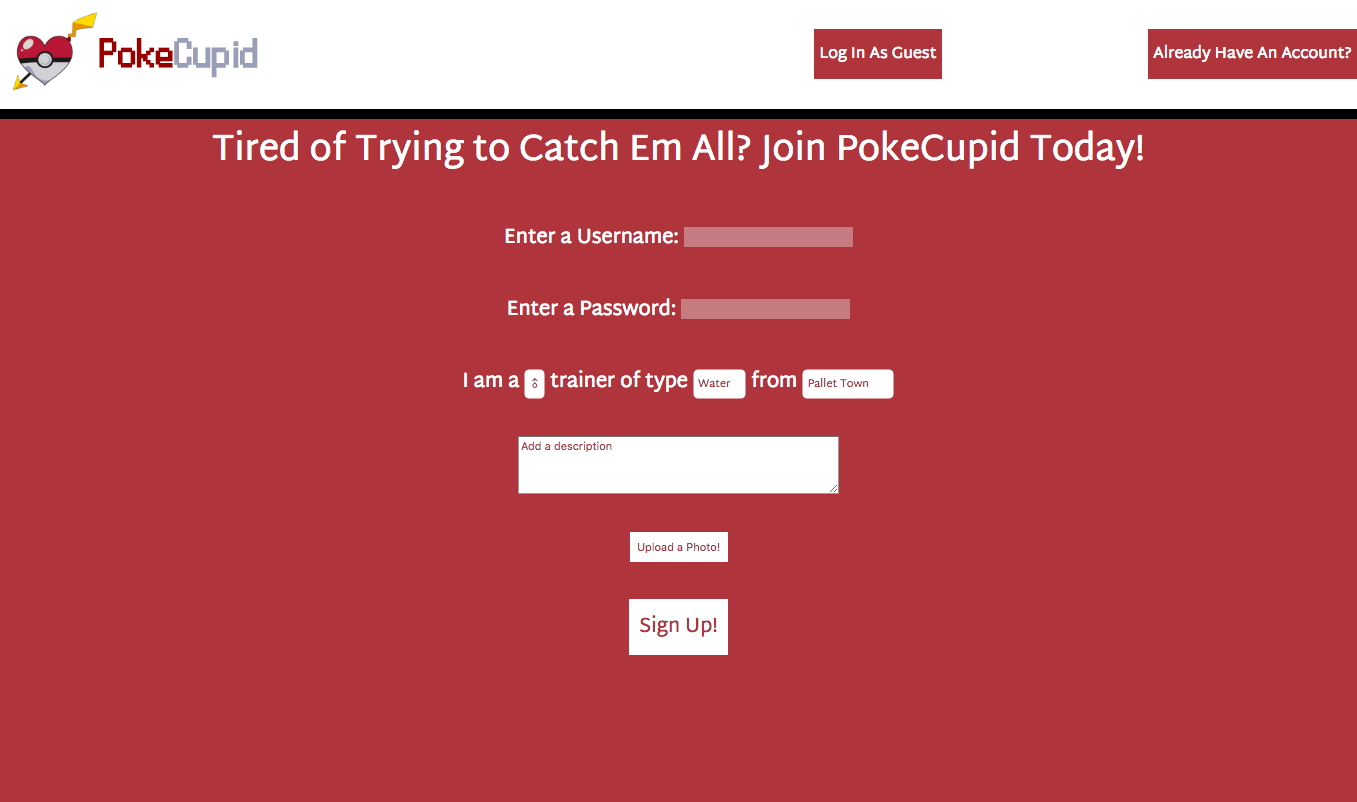 PokeCupid
Log In As Guest
Already Have An Account?
Tired of Trying to Catch Em All? Join PokeCupid Today!
Enter a Username:
Enter a Password:
I am a ⚨ trainer of type Water from Pallet Town
Add a description
Upload a Photo!
Sign Up!